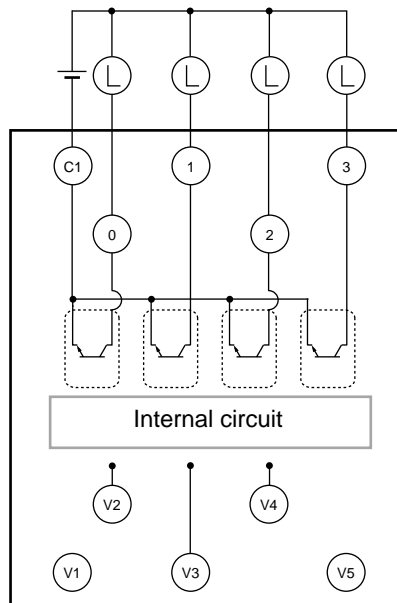 L L L L
C1 1 3
0 2
Internal circuit
V2 V4
V1 V3 V5